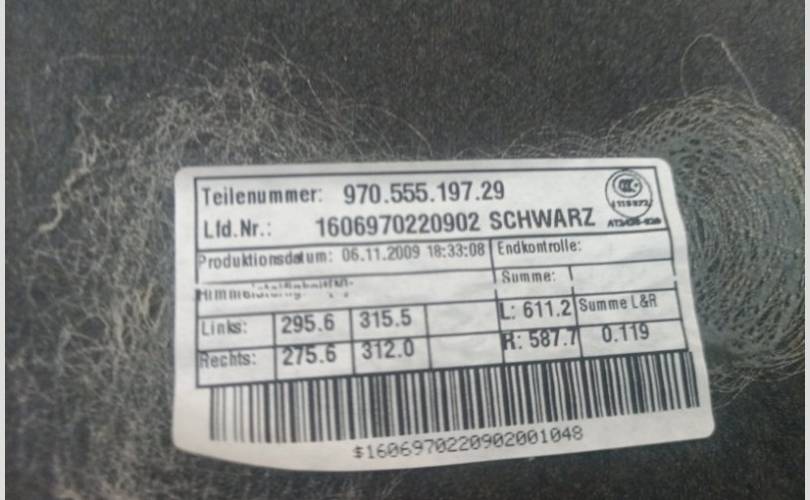 Teilenummer: 970.555.197.29
Lfd.Nr.: 1606970220902 SCHWARZ
Produktionsdatum: 06.11.2009 18:33:08 Endkontrolle:
Summe:
Links: 295.6 315.5 L: 611.2 Summe L&R
Rechts: 275.6 312.0 R: 587.7 0.119
$1606970220902001048